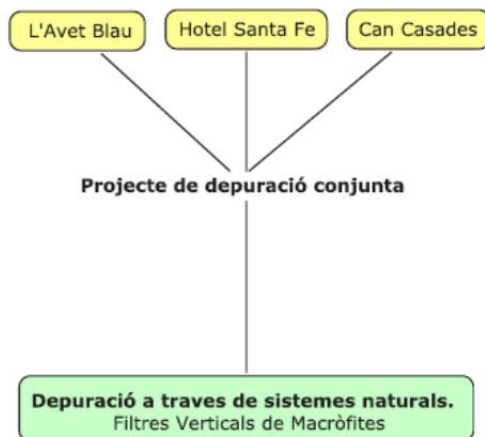 L'Avet Blau
Hotel Santa Fe
Can Casades
Projecte de depuració conjunta
Depuració a traves de sistemes naturals.
Filtres Verticals de Macròfites